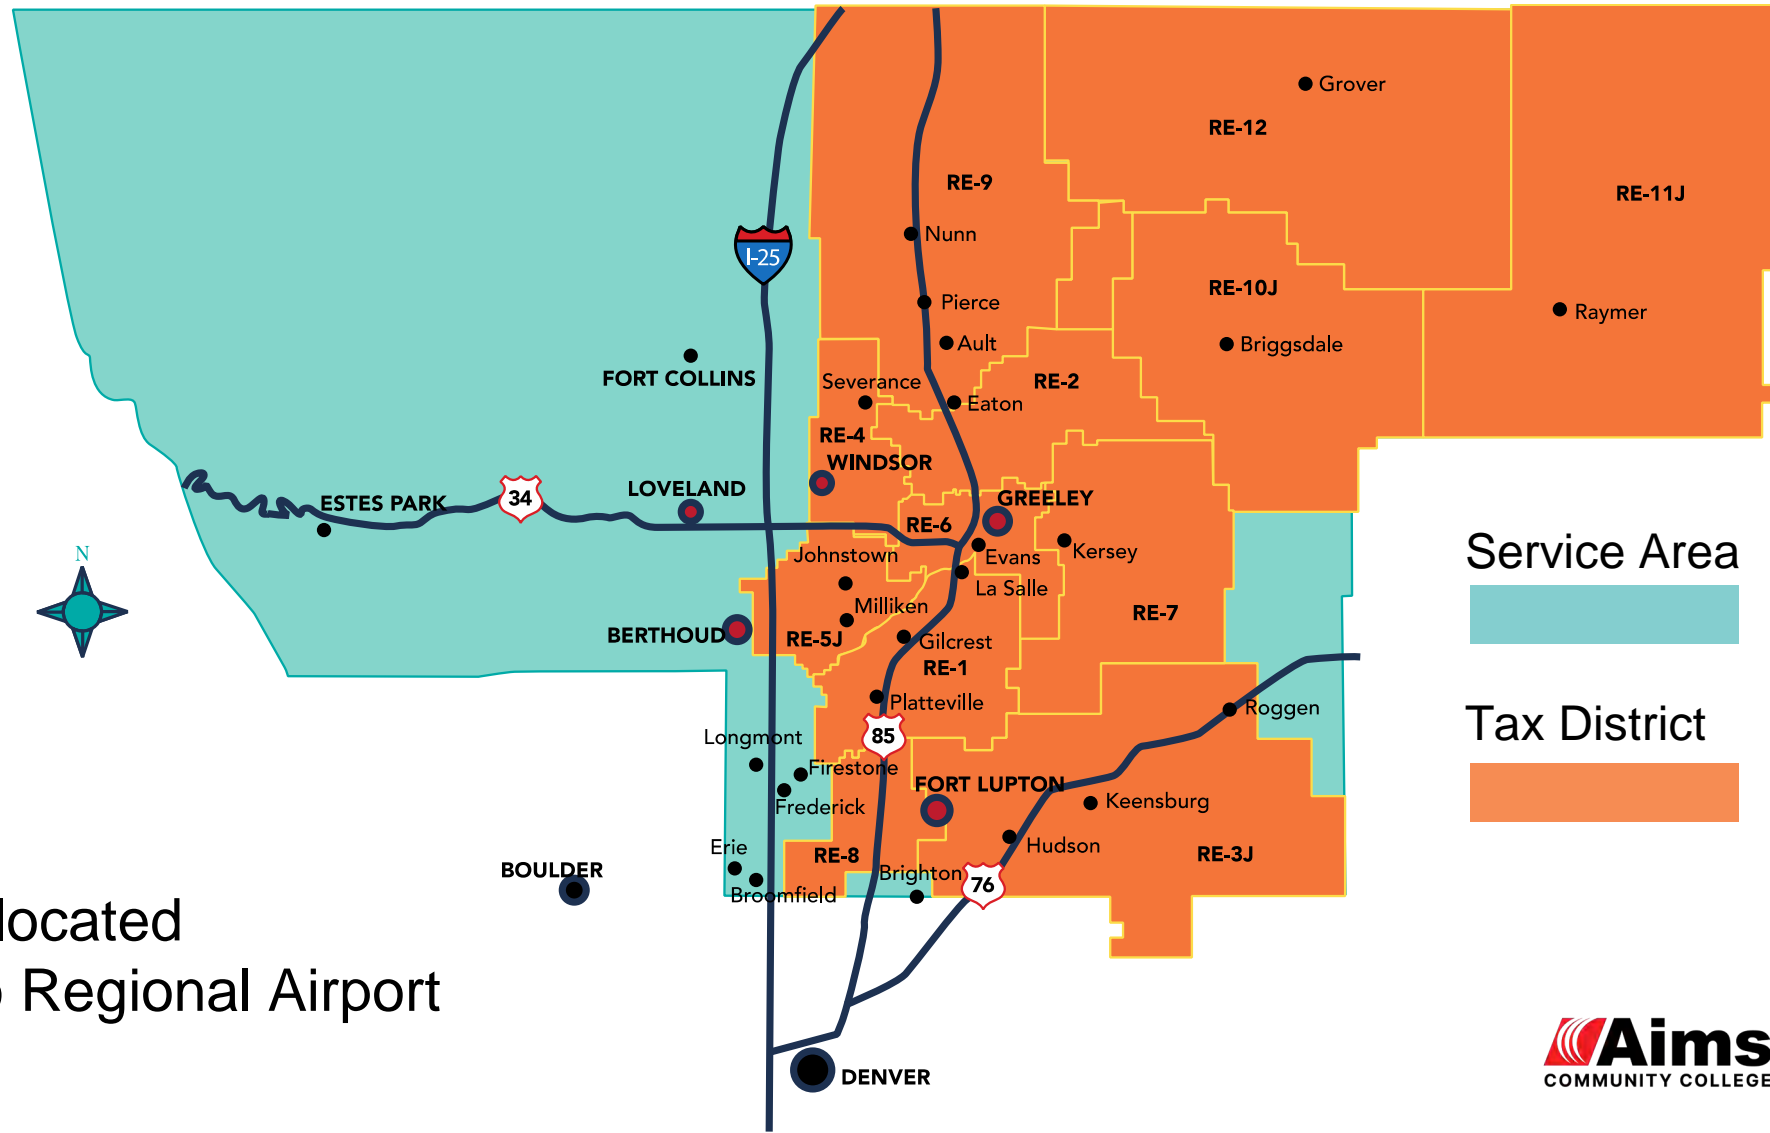 Grover
RE-12
RE-9
RE-11J
Nunn
I-25
RE-10J
Pierce
Raymer
Ault
Briggsdale
FORT COLLINS
Severance
RE-2
Eaton
RE-4
WINDSOR
LOVELAND
GREELEY
ESTES PARK
34
RE-6
N
Johnstown
Evans
Kersey
Service Area
La Salle
Milliken
RE-7
BERTHOUD
RE-5J
Gilcrest
RE-1
Platteville
Roggen
Tax District
Longmont
85
Firestone
FORT LUPTON
Frederick
Keensburg
Erie
Hudson
RE-8
RE-3J
BOULDER
Brighton
76
Broomfield
located
Regional Airport
Aims
COMMUNITY COLLEGE
DENVER